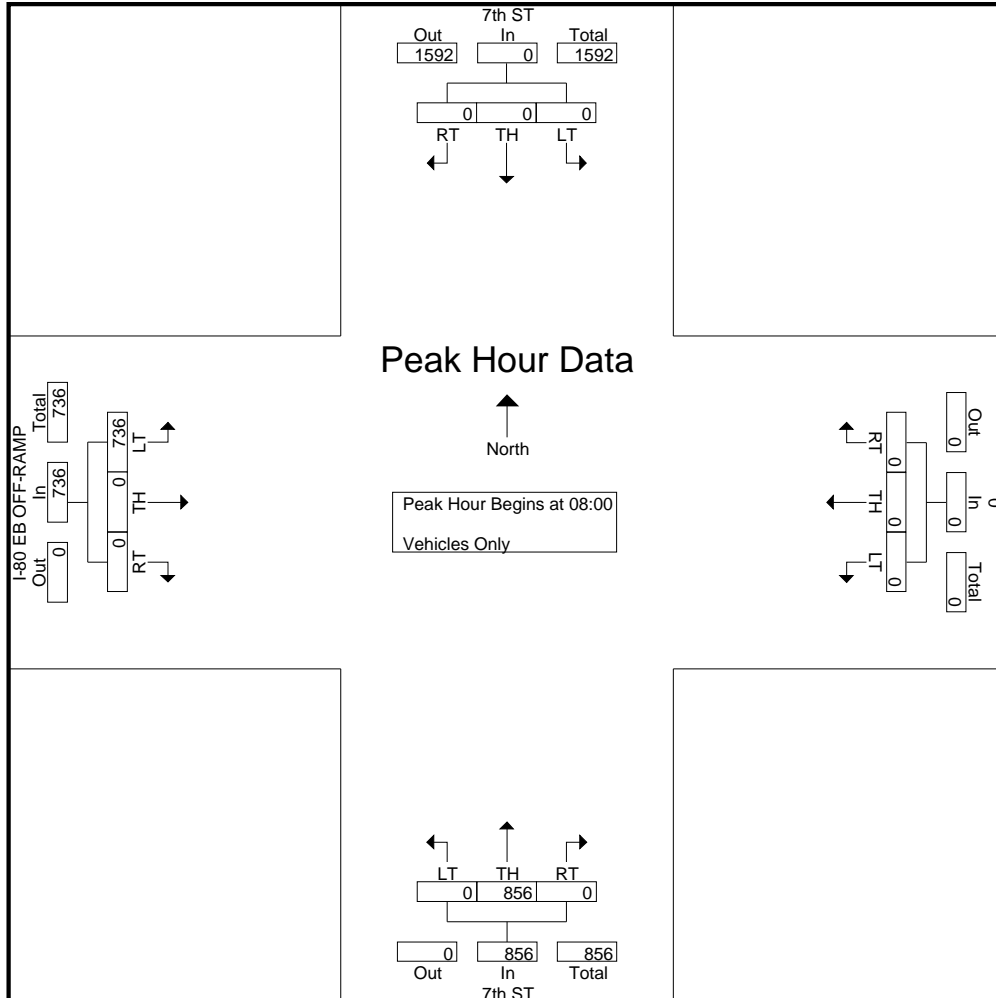 7th ST
Out In Total
1592 0 1592
0 0 0
RT TH LT
Peak Hour Data
North
Peak Hour Begins at 08:00
Vehicles Only
I-80 EB OFF-RAMP
Out In Total
0 736 736
RT TH LT
0 0 736
Out In Total
0 0 0
RT TH LT
0 0 0
0
LT TH RT
0 856 0
0 856 856
Out In Total
7th ST